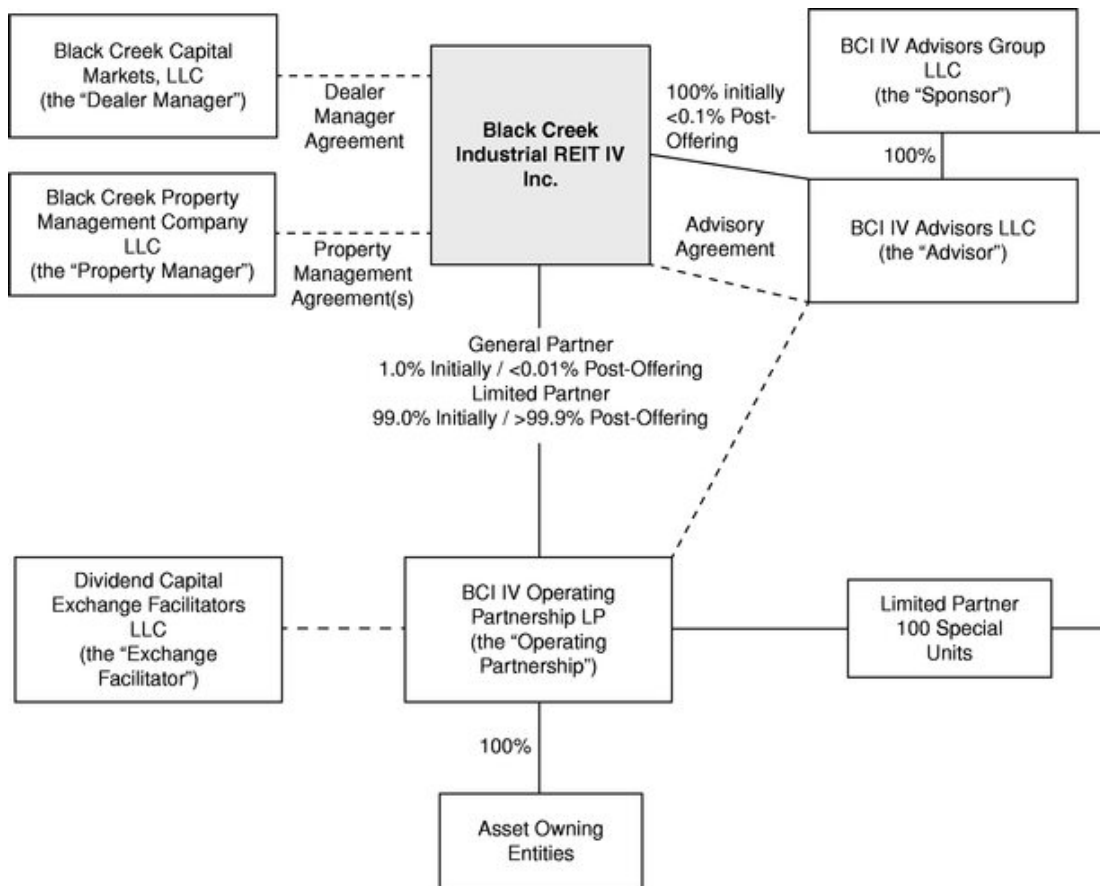 Black Creek Capital
Markets, LLC
(the “Dealer Manager”)
Dealer
Manager
Agreement
Black Creek
Industrial REIT IV
Inc.
100% initially
<0.1% Post-
Offering
BCI IV Advisors Group
LLC
(the “Sponsor”)
100%
Black Creek Property
Management Company
LLC
(the “Property Manager”)
Property
Management
Agreement(s)
Advisory
Agreement
BCI IV Advisors LLC
(the “Advisor”)
General Partner
1.0% Initially / <0.01% Post-Offering
Limited Partner
99.0% Initially / >99.9% Post-Offering
Dividend Capital
Exchange Facilitators
LLC
(the “Exchange
Facilitator”)
BCI IV Operating
Partnership LP
(the “Operating
Partnership”)
Limited Partner
100 Special
Units
100%
Asset Owning
Entities